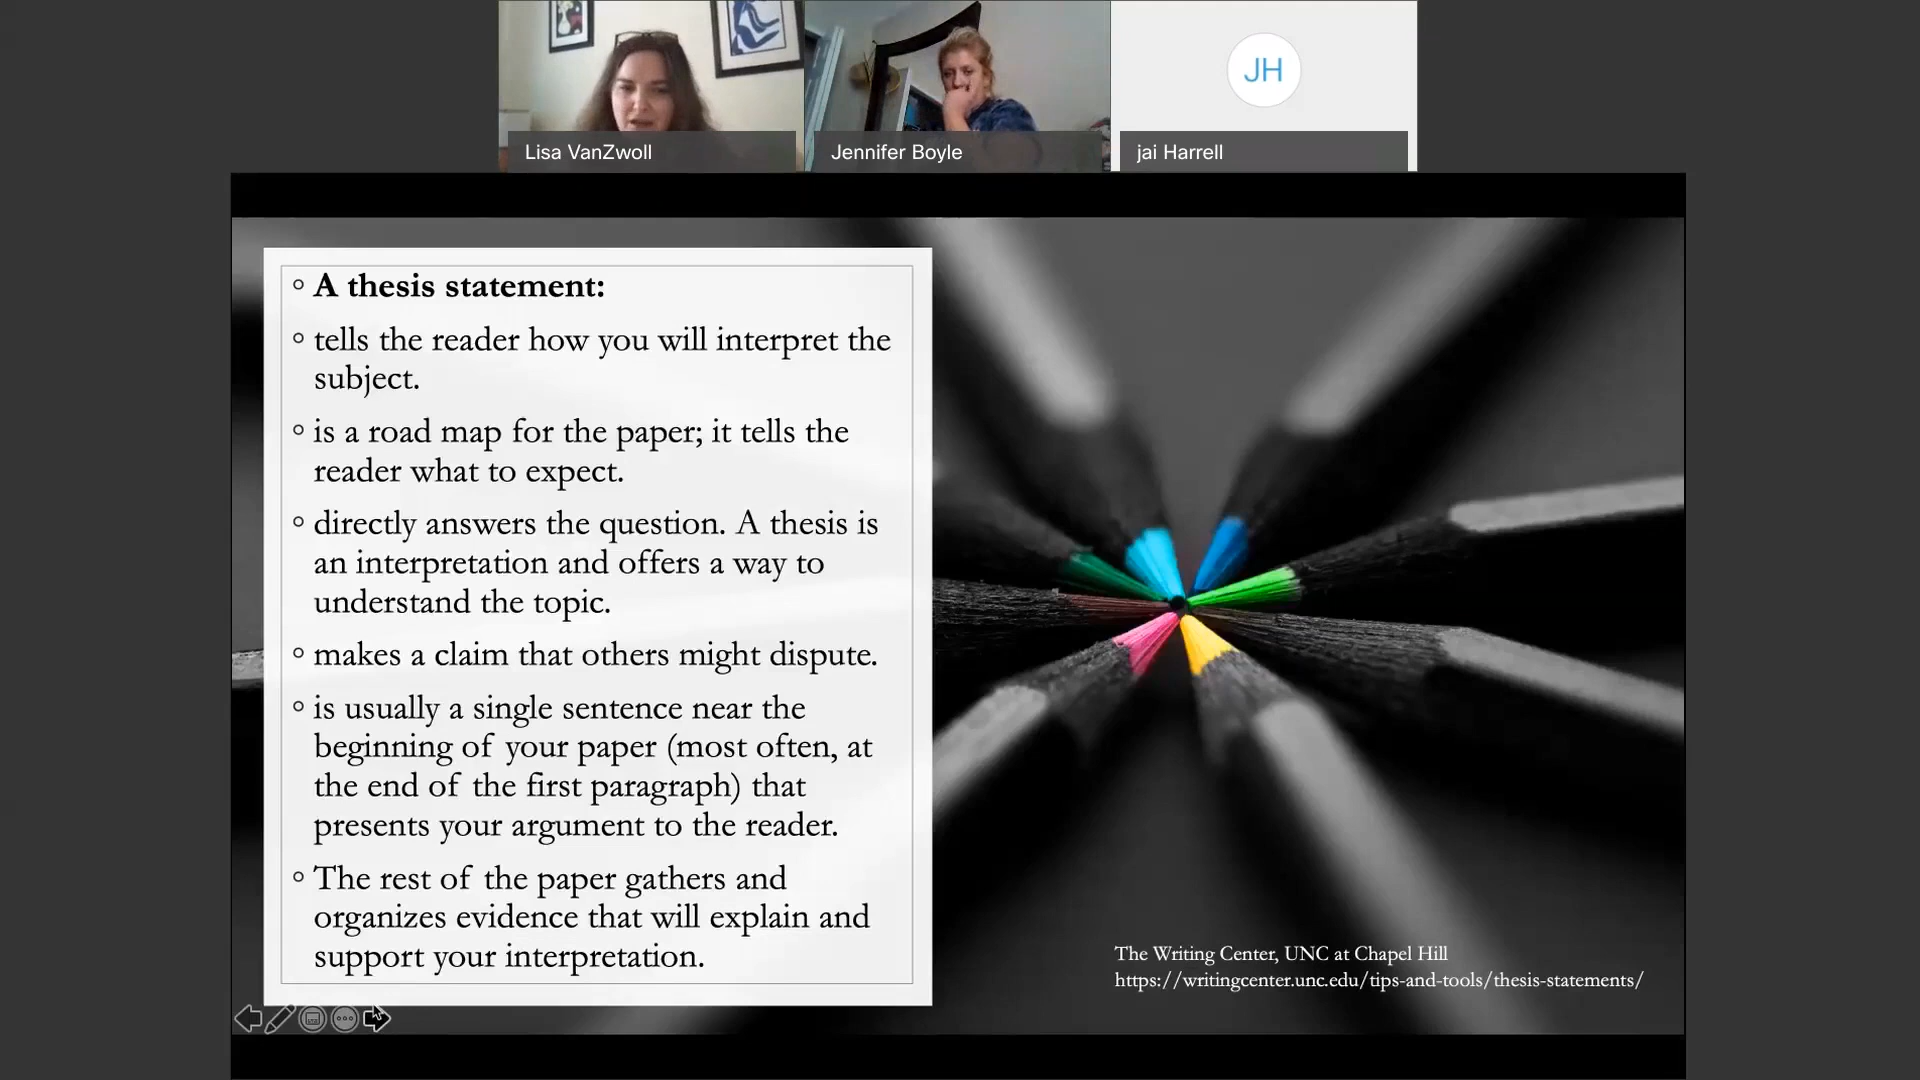 Lisa VanZwoll
Jennifer Boyle
JH
jai Harrell
A thesis statement:
tells the reader how you will interpret the
subject.
is a road map for the paper; it tells the
reader what to expect.
directly answers the question. A thesis is
an interpretation and offers a way to
understand the topic.
makes a claim that others might dispute.
is usually a single sentence near the
beginning of your paper (most often, at
the end of the first paragraph) that
presents your argument to the reader.
The rest of the paper gathers and
organizes evidence that will explain and
support your interpretation.
The Writing Center, UNC at Chapel Hill
https://writingcenter.unc.edu/tips-and-tools/thesis-statements/